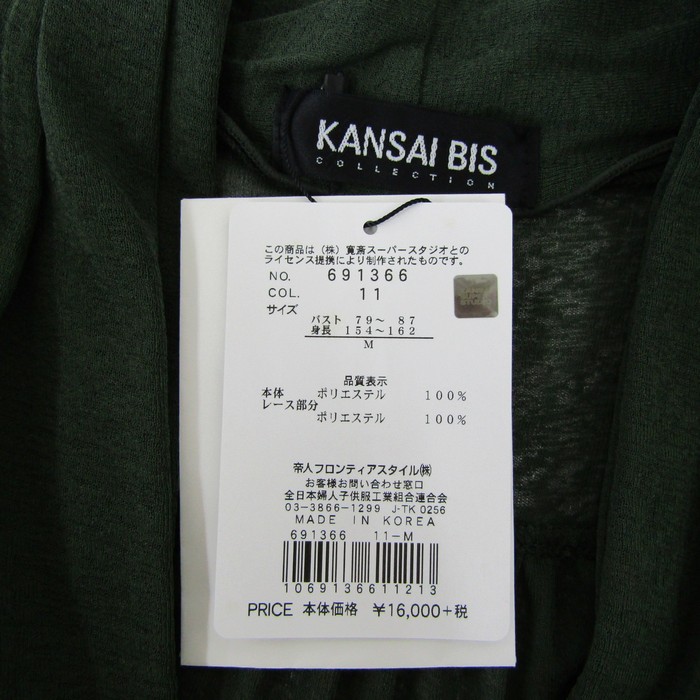 KANSAI BIS
COLLECTION
この商品は(株)寛斎スーパースタジオとの
ライセンス提携により制作されたものです。
NO. 691366
COL. 11
サイズ
バスト 79～ 87
身長 154～162
M
品質表示
本体 ポリエステル 100%
レース部分
ポリエステル 100%
帝人フロンティアスタイル㈱
お客様お問い合わせ窓口
全日本婦人子供服工業組合連合会
03-3866-1299 J-TK 0256
MADE IN KOREA
691366 11-M
1069136611213
PRICE 本体価格 ¥16,000+税